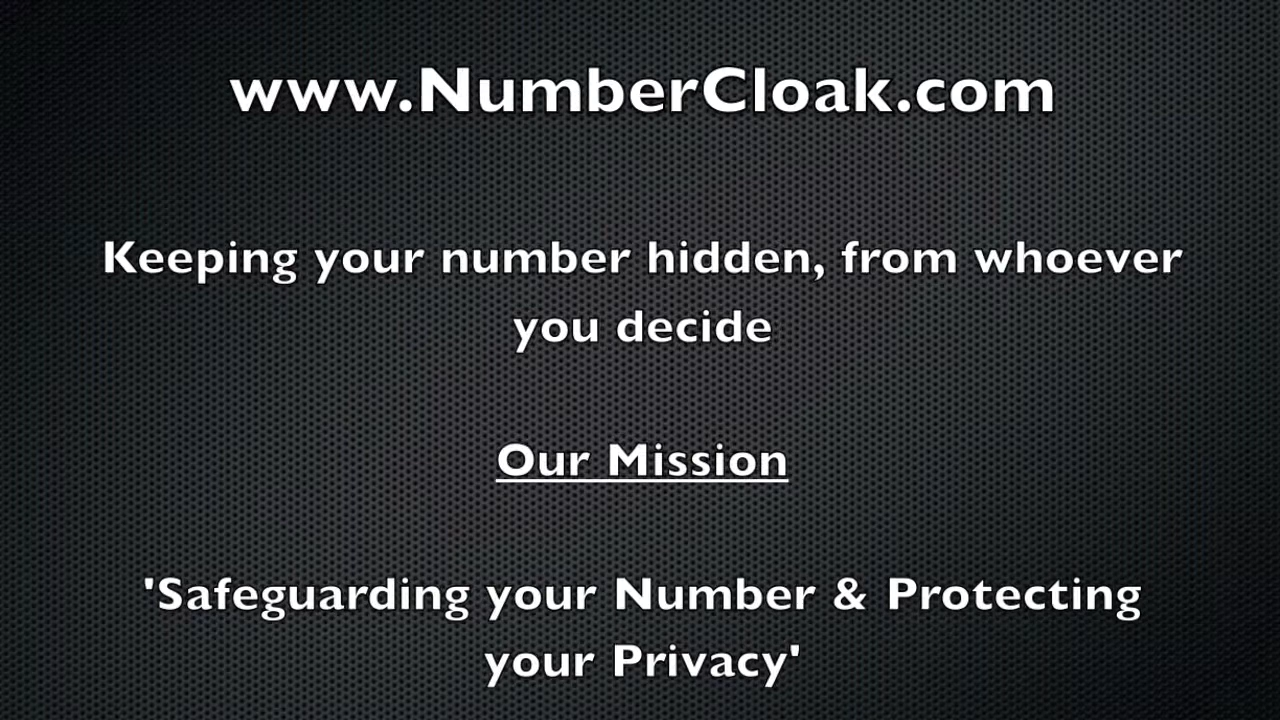 www.NumberCloak.com
Keeping your number hidden, from whoever
you decide
Our Mission
'Safeguarding your Number & Protecting
your Privacy'